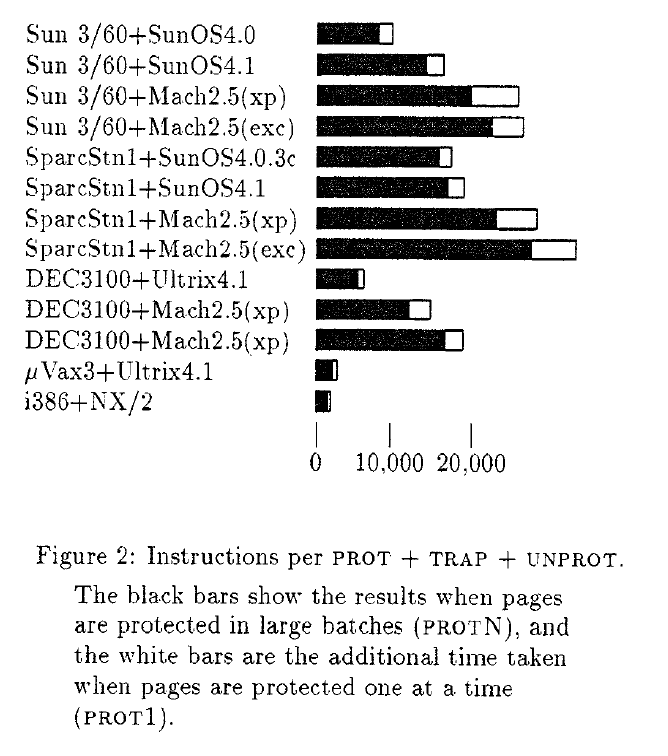 Sun 3/60+SunOS4.0
Sun 3/60+SunOS4.1
Sun 3/60+Mach2.5(xp)
Sun 3/60+Mach2.5(exc)
SparcStn1+SunOS4.0.3c
SparcStn1+SunOS4.1
SparcStn1+Mach2.5(xp)
SparcStn1+Mach2.5(exc)
DEC3100+Ultrix4.1
DEC3100+Mach2.5(xp)
DEC3100+Mach2.5(xp)
μVax3+Ultrix4.1
i386+NX/2
0 10,000 20,000
Figure 2: Instructions per PROT + TRAP + UNPROT.
The black bars show the results when pages
are protected in large batches (PROTN), and
the white bars are the additional time taken
when pages are protected one at a time
(PROT1).